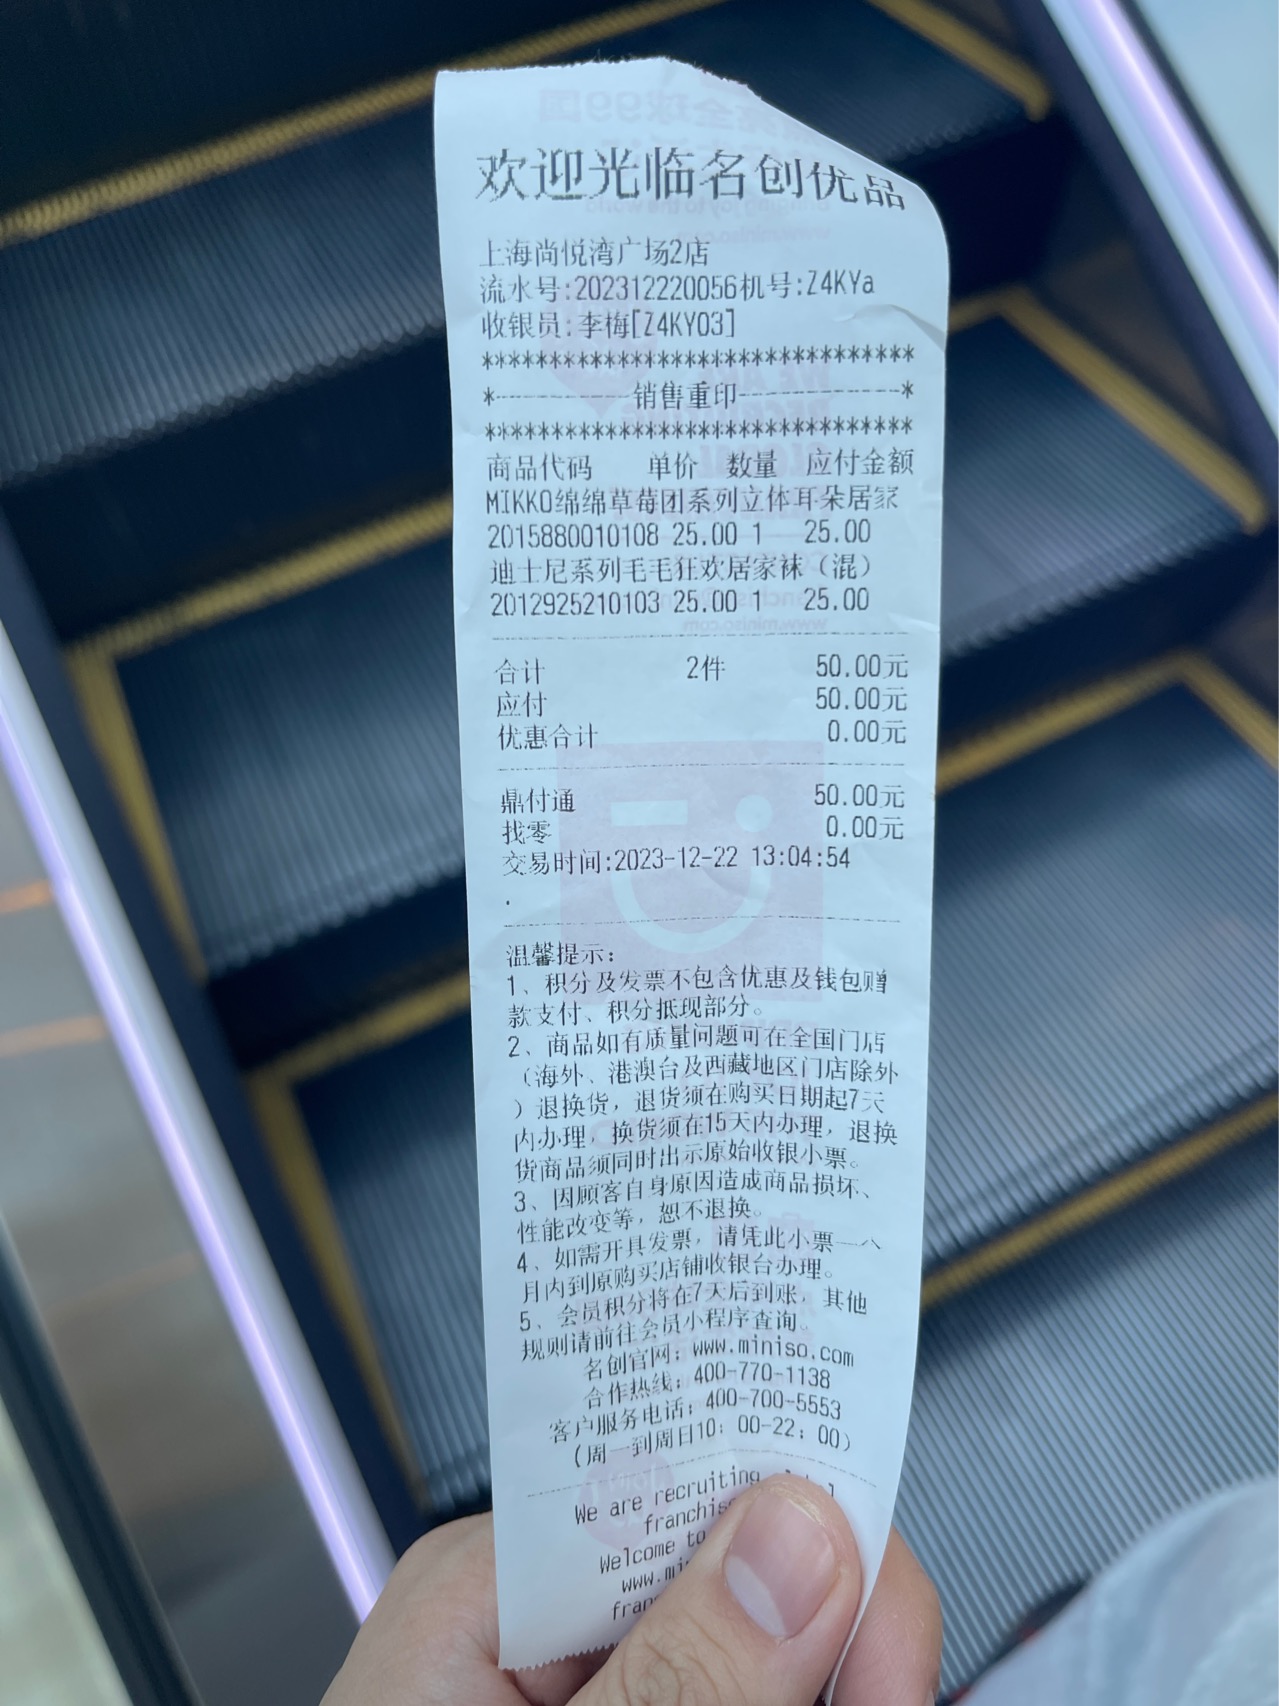 欢迎光临名创优品
上海尚悦湾广场2店
流水号:202312220056机号:Z4KYa
收银员:李梅[Z4KY03]
*********************************
*----------销售重印------------*
*********************************
商品代码 单价 数量 应付金额
MIKKO绵绵草莓团系列立体耳朵居家
2015880010108 25.00 1 25.00
迪士尼系列毛毛狂欢居家袜（混）
2012925210103 25.00 1 25.00
合计 2件 50.00元
应付 50.00元
优惠合计 0.00元
鼎付通 50.00元
找零 0.00元
交易时间:2023-12-22 13:04:54
.
温馨提示:
1、积分及发票不包含优惠及钱包赠
款支付、积分抵现部分。
2、商品如有质量问题可在全国门店
（海外、港澳台及西藏地区门店除外
）退换货，退货须在购买日期起7天
内办理，换货须在15天内办理，退换
货商品须同时出示原始收银小票。
3、因顾客自身原因造成商品损坏、
性能改变等，恕不退换。
4、如需开具发票，请凭此小票一个
月内到原购买店铺收银台办理。
5、会员积分将在7天后到账，其他
规则请前往会员小程序查询。
名创官网: www.miniso.com
合作热线: 400-770-1138
客户服务电话: 400-700-5553
(周一到周日10: 00-22: 00)
We are recruiting
Welcome to